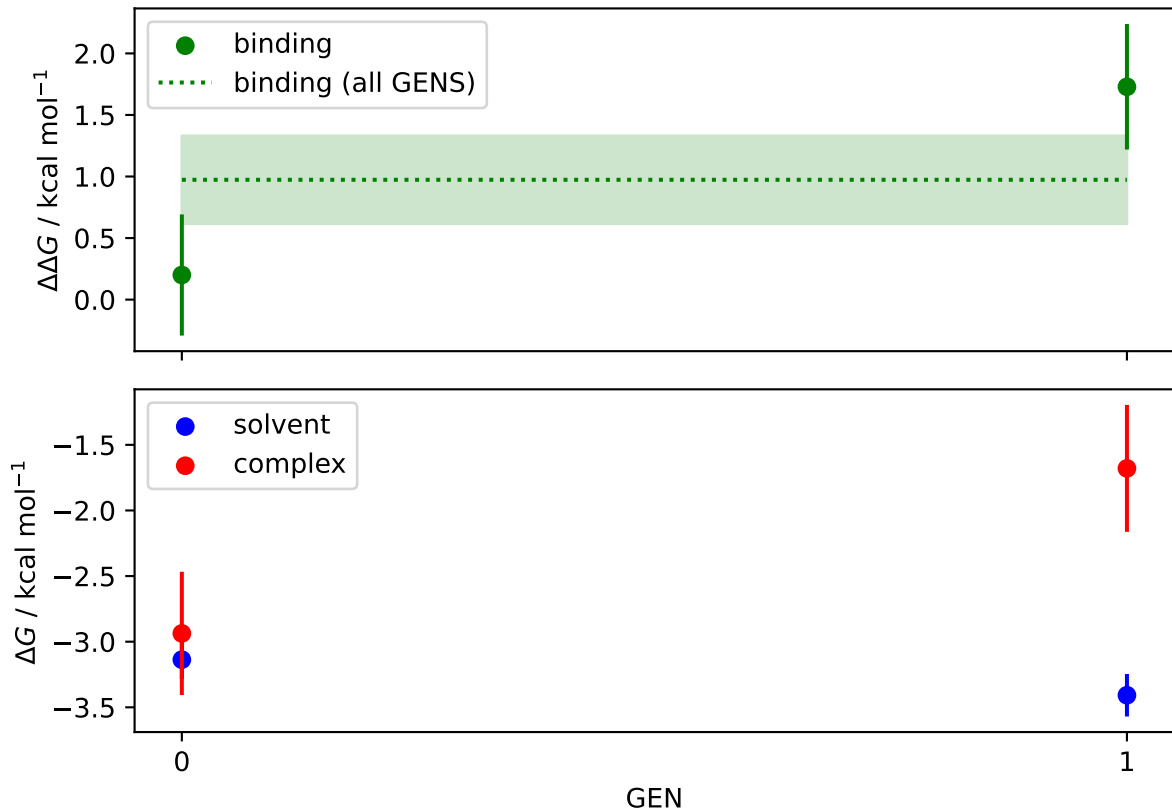 binding
binding (all GENS)
2.0
1.5
1.0
0.5
0.0
ΔΔG / kcal mol⁻¹
solvent
complex
−1.5
−2.0
−2.5
−3.0
−3.5
ΔG / kcal mol⁻¹
0 1
GEN